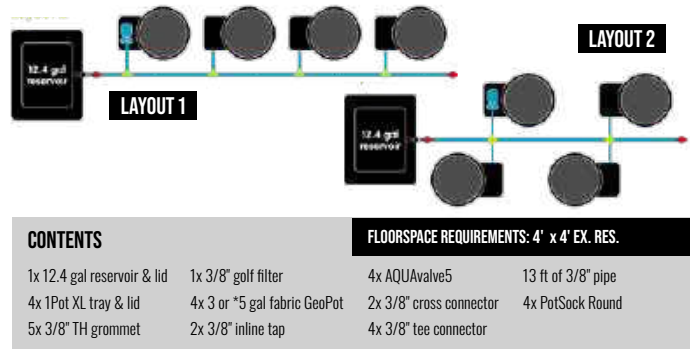 LAYOUT 2
12.4 gal
reservoir
LAYOUT 1
12.4 gal
reservoir
CONTENTS
1x 12.4 gal reservoir & lid
4x 1Pot XL tray & lid
5x 3/8" TH grommet
1x 3/8" golf filter
4x 3 or *5 gal fabric GeoPot
2x 3/8" inline tap
FLOORSPACE REQUIREMENTS: 4' x 4' EX. RES.
4x AQUAvalve5
2x 3/8" cross connector
4x 3/8" tee connector
13 ft of 3/8" pipe
4x PotSock Round